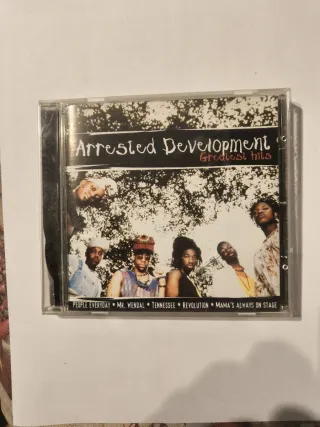 Arrested Development
Greatest Hits
PEOPLE EVERYDAY • MR. WENDAL • TENNESSEE • REVOLUTION • MAMA'S ALWAYS ON STAGE